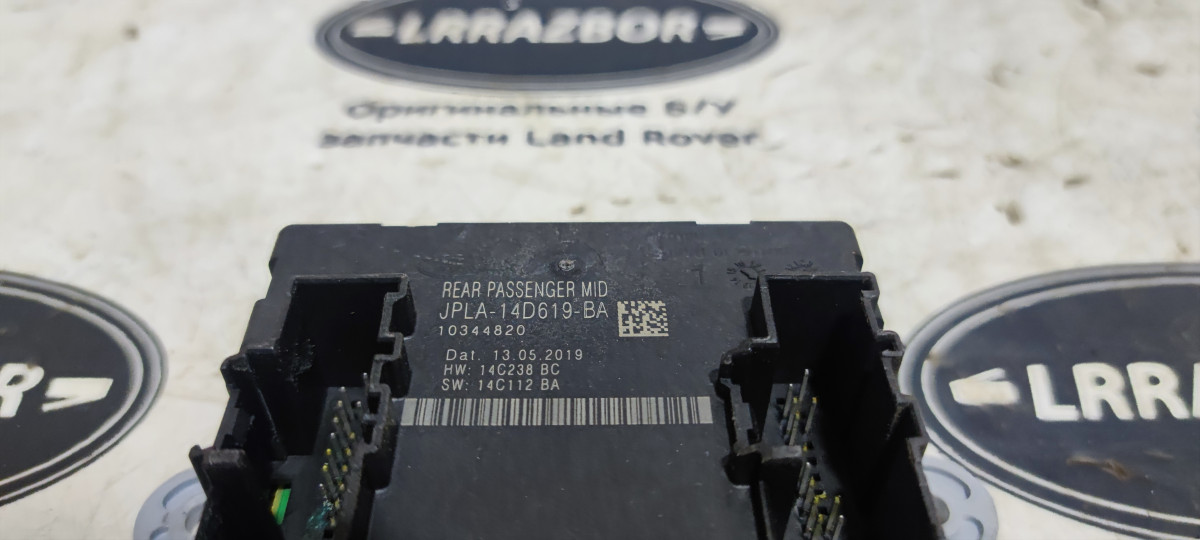 LRRAZBOR
Оригинальные Б/У
запчасти Land Rover
REAR PASSENGER MID
JPLA-14D619-BA
10344820
Dat. 13.05.2019
HW: 14C238 BC
SW: 14C112 BA
R
LRRAZBO